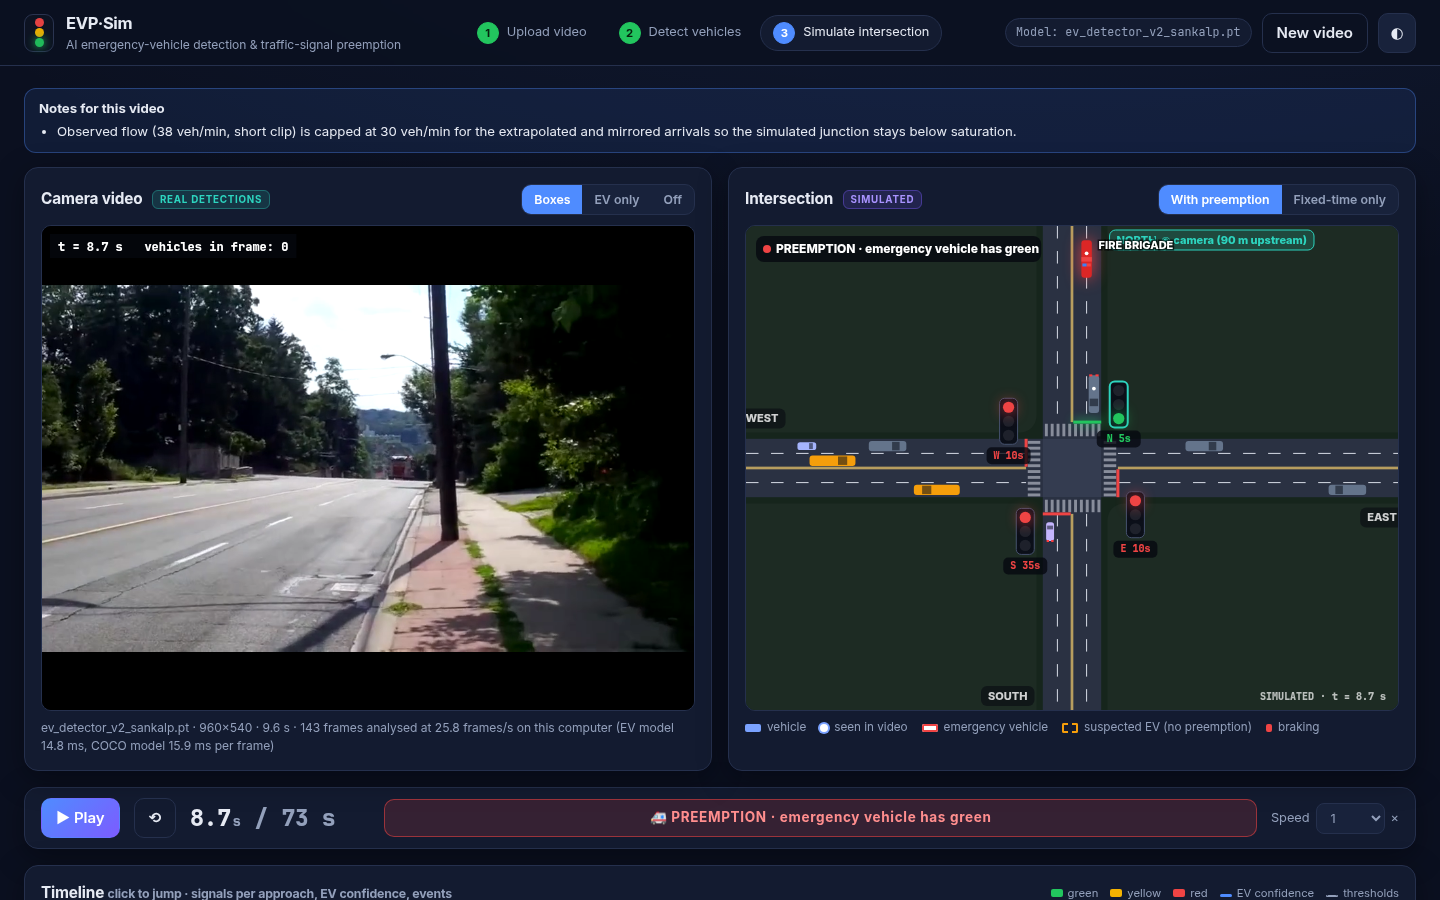 EVP·Sim
AI emergency-vehicle detection & traffic-signal preemption
1 Upload video
2 Detect vehicles
3 Simulate intersection
Model: ev_detector_v2_sankalp.pt
New video
Notes for this video
• Observed flow (38 veh/min, short clip) is capped at 30 veh/min for the extrapolated and mirrored arrivals so the simulated junction stays below saturation.
Camera video REAL DETECTIONS
Boxes EV only Off
t = 8.7 s vehicles in frame: 0
ev_detector_v2_sankalp.pt · 960×540 · 9.6 s · 143 frames analysed at 25.8 frames/s on this computer (EV model
14.8 ms, COCO model 15.9 ms per frame)
Intersection SIMULATED
With preemption Fixed-time only
PREEMPTION · emergency vehicle has green
FIRE BRIGADE
camera (90 m upstream)
WEST
N 5s
W 10s
EAST
E 10s
S 35s
SOUTH
SIMULATED · t = 8.7 s
vehicle seen in video emergency vehicle suspected EV (no preemption) braking
Play
8.7s / 73 s
PREEMPTION · emergency vehicle has green
Speed 1 ×
Timeline click to jump · signals per approach, EV confidence, events
green yellow red EV confidence thresholds